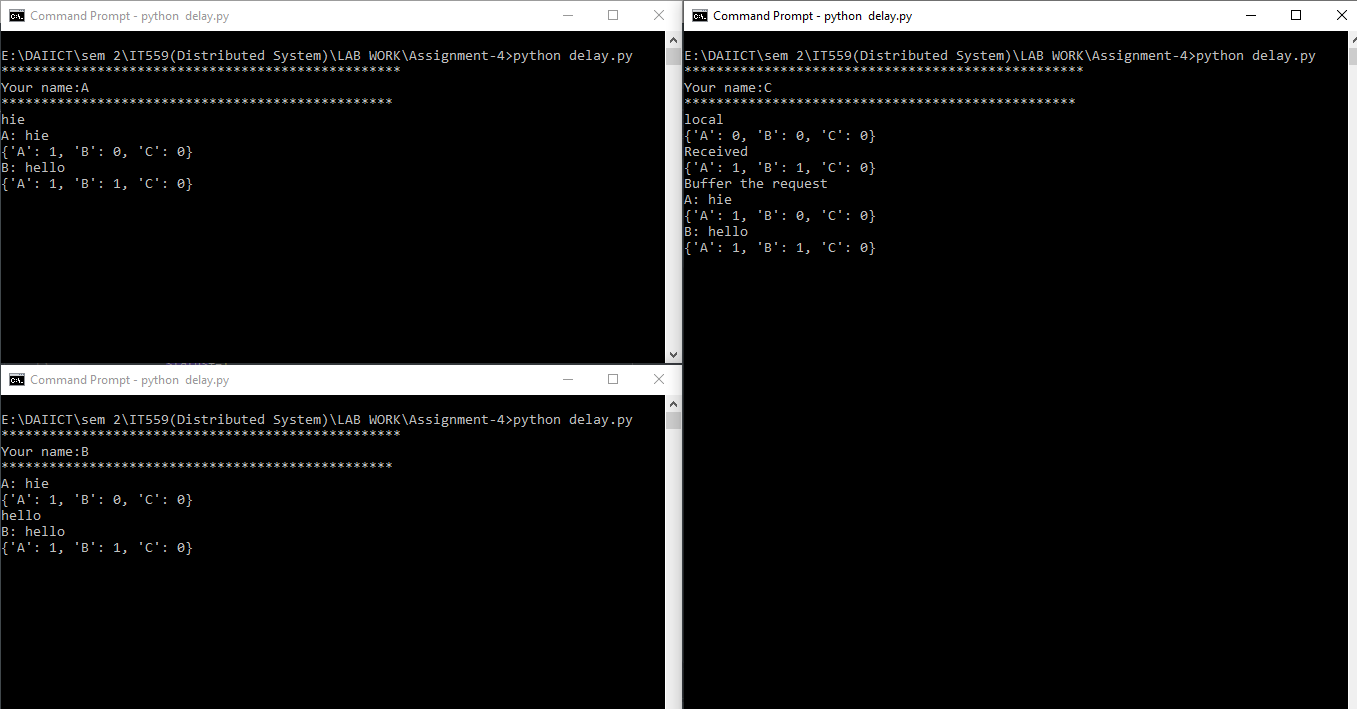 Command Prompt - python  delay.py
E:\DAIICT\sem 2\IT559(Distributed System)\LAB WORK\Assignment-4>python delay.py
**************************************************
Your name:A
*************************************************
hie
A: hie
{'A': 1, 'B': 0, 'C': 0}
B: hello
{'A': 1, 'B': 1, 'C': 0}
Command Prompt - python  delay.py
E:\DAIICT\sem 2\IT559(Distributed System)\LAB WORK\Assignment-4>python delay.py
**************************************************
Your name:B
*************************************************
A: hie
{'A': 1, 'B': 0, 'C': 0}
hello
B: hello
{'A': 1, 'B': 1, 'C': 0}
Command Prompt - python  delay.py
E:\DAIICT\sem 2\IT559(Distributed System)\LAB WORK\Assignment-4>python delay.py
**************************************************
Your name:C
*************************************************
local
{'A': 0, 'B': 0, 'C': 0}
Received
{'A': 1, 'B': 1, 'C': 0}
Buffer the request
A: hie
{'A': 1, 'B': 0, 'C': 0}
B: hello
{'A': 1, 'B': 1, 'C': 0}